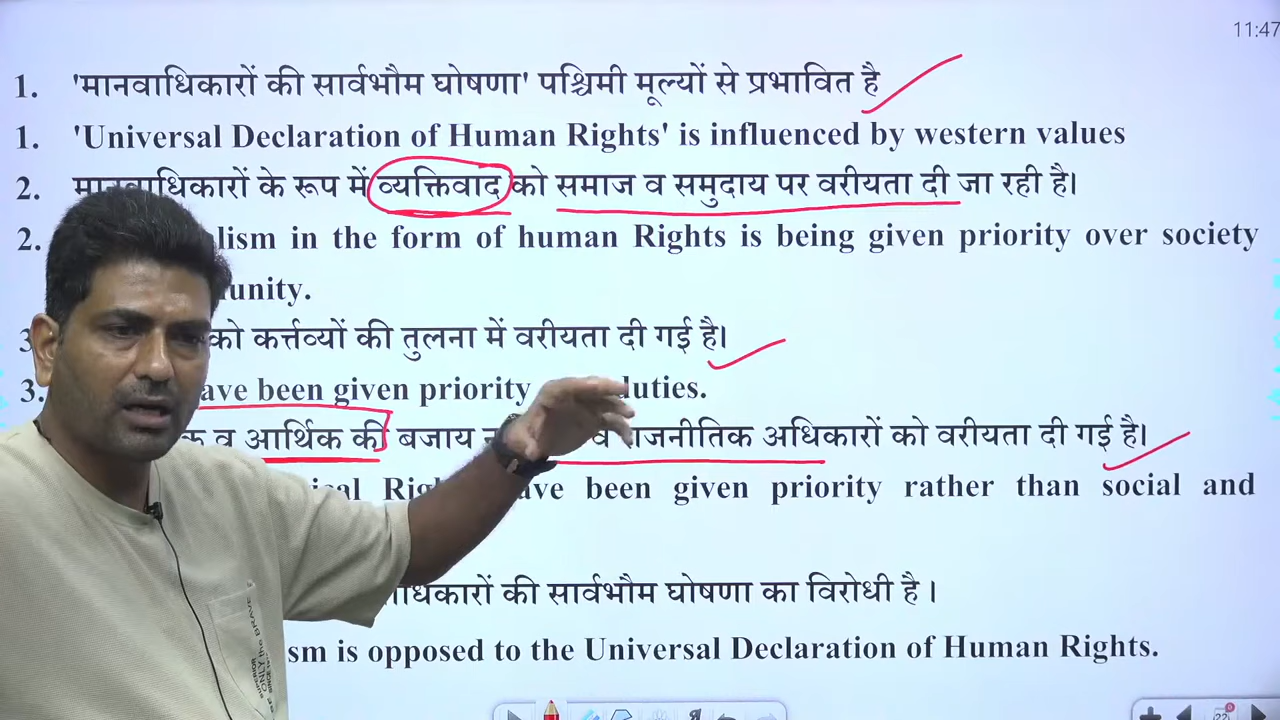 11:47
1. 'मानवाधिकारों की सार्वभौम घोषणा' पश्चिमी मूल्यों से प्रभावित है
1. 'Universal Declaration of Human Rights' is influenced by western values
2. मानवाधिकारों के रूप में व्यक्तिवाद को समाज व समुदाय पर वरीयता दी जा रही है।
2. lism in the form of human Rights is being given priority over society
unity.
3 को कर्त्तव्यों की तुलना में वरीयता दी गई है।
3. ave been given priority duties.
व आर्थिक की बजाय व राजनीतिक अधिकारों को वरीयता दी गई है।
ical Rig ave been given priority rather than social and
धिकारों की सार्वभौम घोषणा का विरोधी है ।
sm is opposed to the Universal Declaration of Human Rights.
ONLY the BRAVE